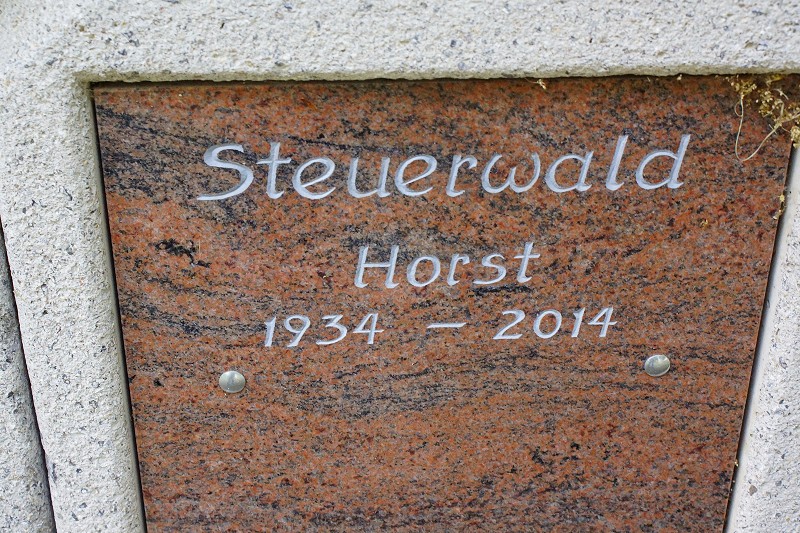 Steuerwald
Horst
1934 – 2014